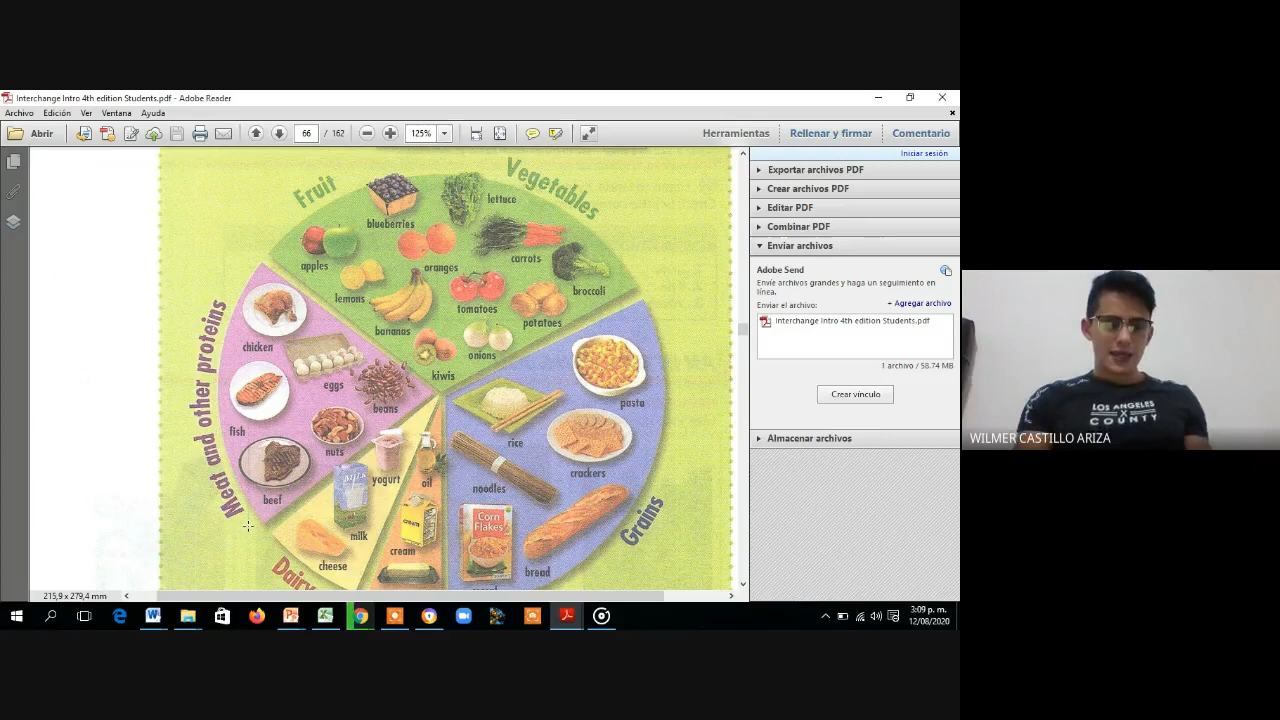 Interchange Intro 4th edition Students.pdf - Adobe Reader
Archivo Edición Ver Ventana Ayuda
Abrir 66 / 162 125% Herramientas Rellenar y firmar Comentario
Iniciar sesión
Exportar archivos PDF
Crear archivos PDF
Editar PDF
Combinar PDF
Enviar archivos
Adobe Send
Envíe archivos grandes y haga un seguimiento en
línea.
Enviar el archivo: + Agregar archivo
Interchange Intro 4th edition Students.pdf
1 archivo / 58.74 MB
Crear vínculo
Almacenar archivos
Fruit
Vegetables
blueberries
lettuce
apples
oranges
carrots
lemons
broccoli
bananas
tomatoes
potatoes
kiwis
onions
Meat and other proteins
chicken
eggs
beans
fish
nuts
beef
pasta
rice
crackers
noodles
Corn
Flakes
bread
Grains
yogurt
oil
MILK
milk
cream
cream
cheese
Dairy
215,9 x 279,4 mm
3:09 p. m.
12/08/2020
LOS ANGELES
X
COUNTY
WILMER CASTILLO ARIZA